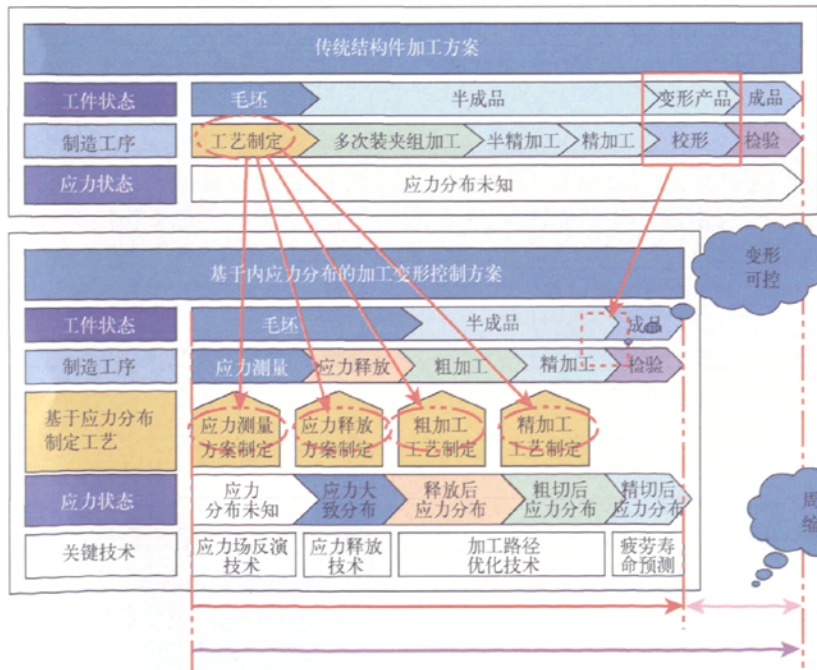 传统结构件加工方案
工件状态 毛坯 半成品 变形产品 成品
制造工序 工艺制定 多次装夹组加工 半精加工 精加工 校形 检验
应力状态 应力分布未知
基于内应力分布的加工变形控制方案
变形
可控
工件状态 毛坯 半成品 成品
制造工序 应力测量 应力释放 粗加工 精加工 检验
基于应力分布
制定工艺
应力测量
方案制定
应力释放
方案制定
粗加工
工艺制定
精加工
工艺制定
应力状态
应力
分布未知
应力大
致分布
释放后
应力分布
粗切后
应力分布
精切后
应力分布
周
缩
关键技术
应力场反演
技术
应力释放
技术
加工路径
优化技术
疲劳寿
命预测